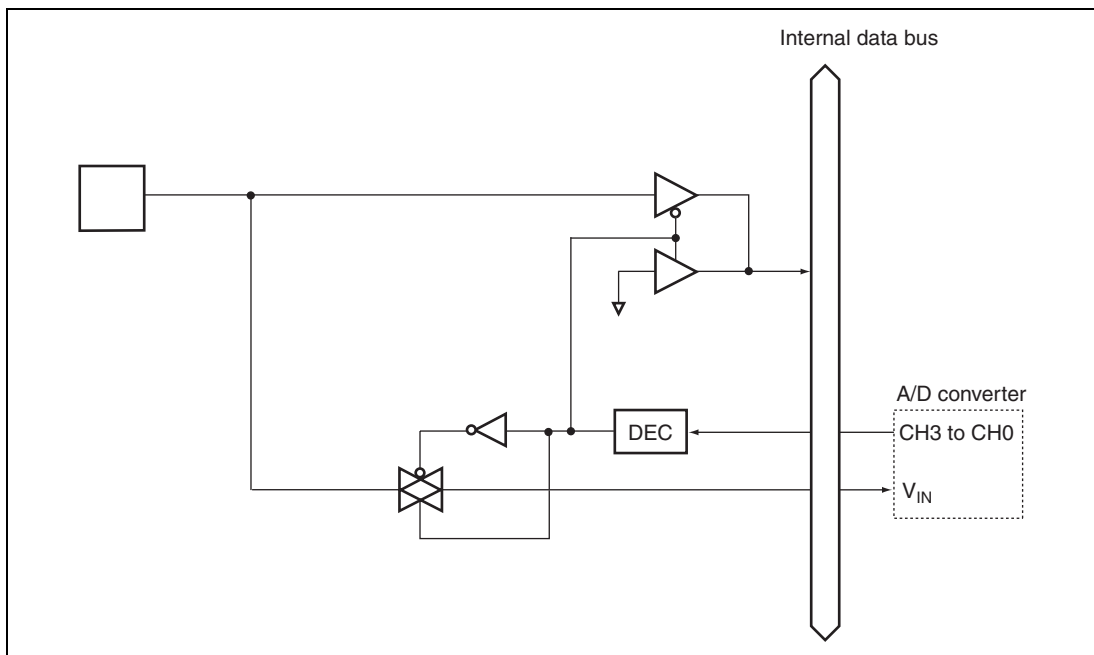 Internal data bus
A/D converter
DEC
CH3 to CH0
VIN